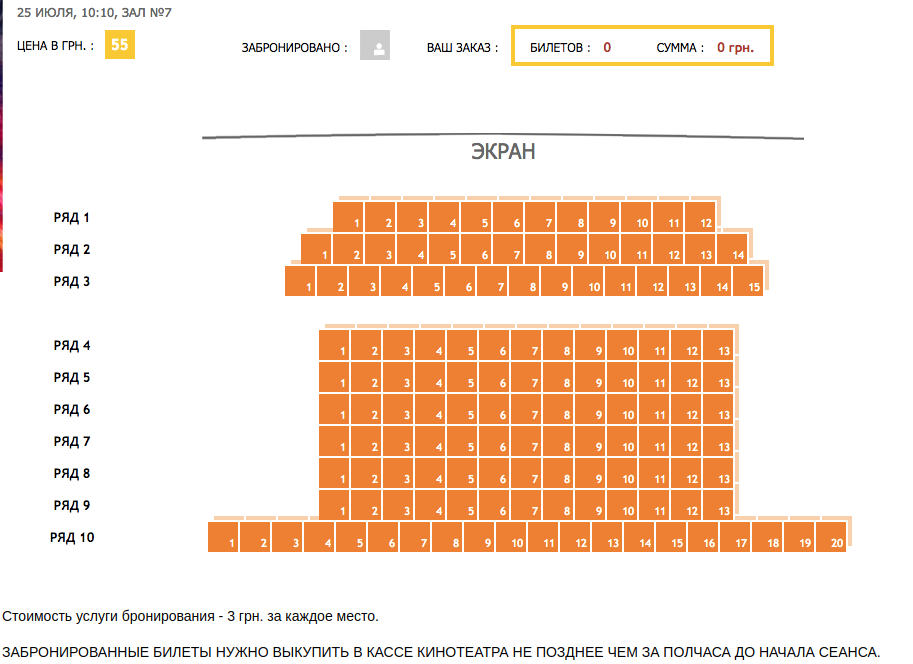 25 ИЮЛЯ, 10:10, ЗАЛ №7
ЦЕНА В ГРН. : 55 ЗАБРОНИРОВАНО : ВАШ ЗАКАЗ : БИЛЕТОВ : 0 СУММА : 0 грн.
ЭКРАН
РЯД 1 1 2 3 4 5 6 7 8 9 10 11 12
РЯД 2 1 2 3 4 5 6 7 8 9 10 11 12 13 14
РЯД 3 1 2 3 4 5 6 7 8 9 10 11 12 13 14 15
РЯД 4 1 2 3 4 5 6 7 8 9 10 11 12 13
РЯД 5 1 2 3 4 5 6 7 8 9 10 11 12 13
РЯД 6 1 2 3 4 5 6 7 8 9 10 11 12 13
РЯД 7 1 2 3 4 5 6 7 8 9 10 11 12 13
РЯД 8 1 2 3 4 5 6 7 8 9 10 11 12 13
РЯД 9 1 2 3 4 5 6 7 8 9 10 11 12 13
РЯД 10 1 2 3 4 5 6 7 8 9 10 11 12 13 14 15 16 17 18 19 20
Стоимость услуги бронирования - 3 грн. за каждое место.
ЗАБРОНИРОВАННЫЕ БИЛЕТЫ НУЖНО ВЫКУПИТЬ В КАССЕ КИНОТЕАТРА НЕ ПОЗДНЕЕ ЧЕМ ЗА ПОЛЧАСА ДО НАЧАЛА СЕАНСА.